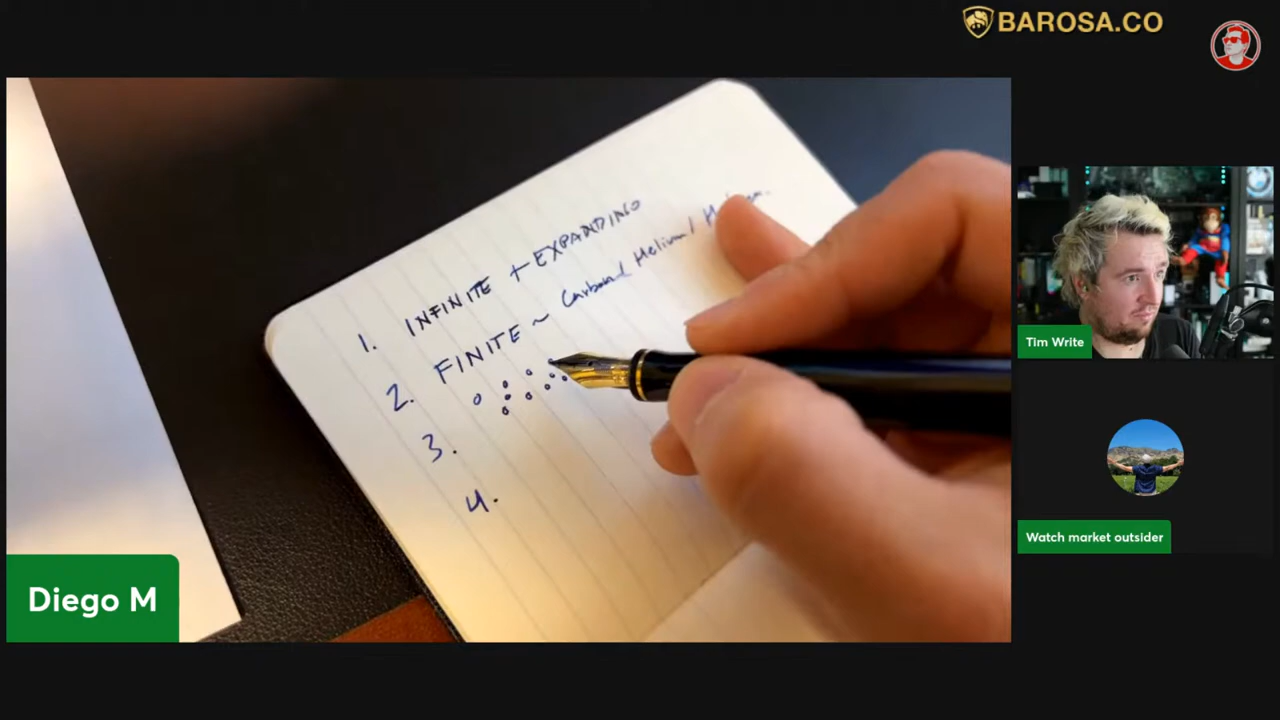 BAROSA.CO
1. INFINITE + EXPANDING
2. FINITE ~ Carbon/ Helium/
3.
4.
Tim Write
Watch market outsider
Diego M